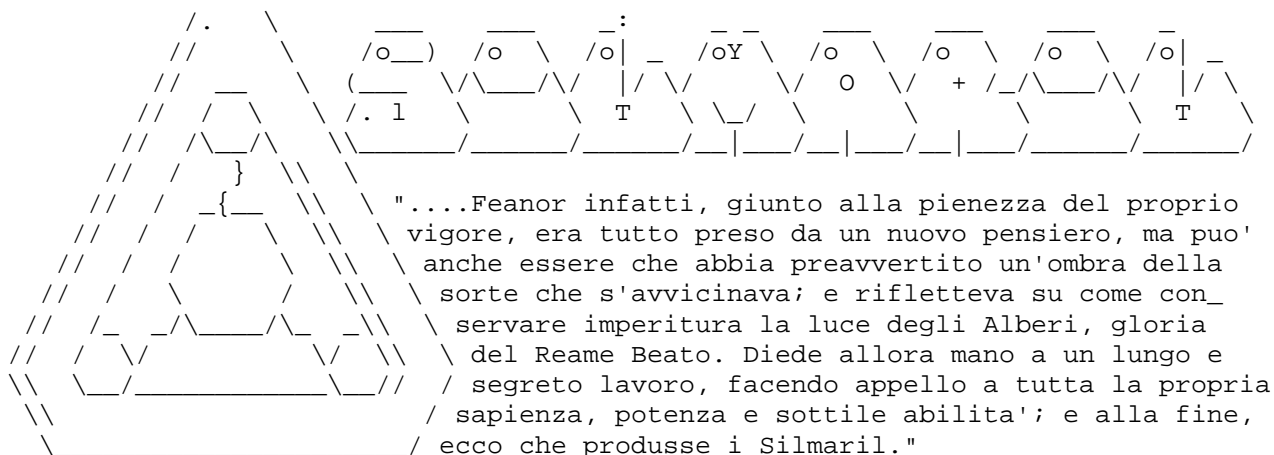 "....Feanor infatti, giunto alla pienezza del proprio
vigore, era tutto preso da un nuovo pensiero, ma puo'
anche essere che abbia preavvertito un'ombra della
sorte che s'avvicinava; e rifletteva su come con_
servare imperitura la luce degli Alberi, gloria
del Reame Beato. Diede allora mano a un lungo e
segreto lavoro, facendo appello a tutta la propria
sapienza, potenza e sottile abilita'; e alla fine,
ecco che produsse i Silmaril."